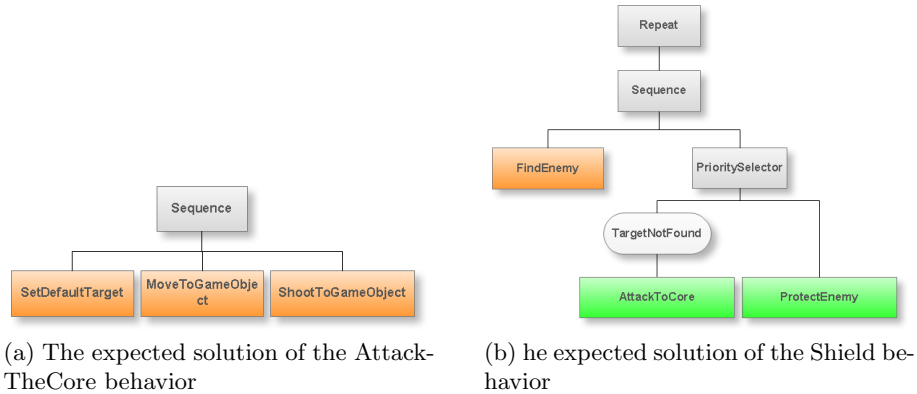 Repeat
Sequence
FindEnemy
PrioritySelector
TargetNotFound
AttackToCore
ProtectEnemy
Sequence
SetDefaultTarget
MoveToGameObje
ct
ShootToGameObject
(a) The expected solution of the Attack-
TheCore behavior
(b) he expected solution of the Shield be-
havior